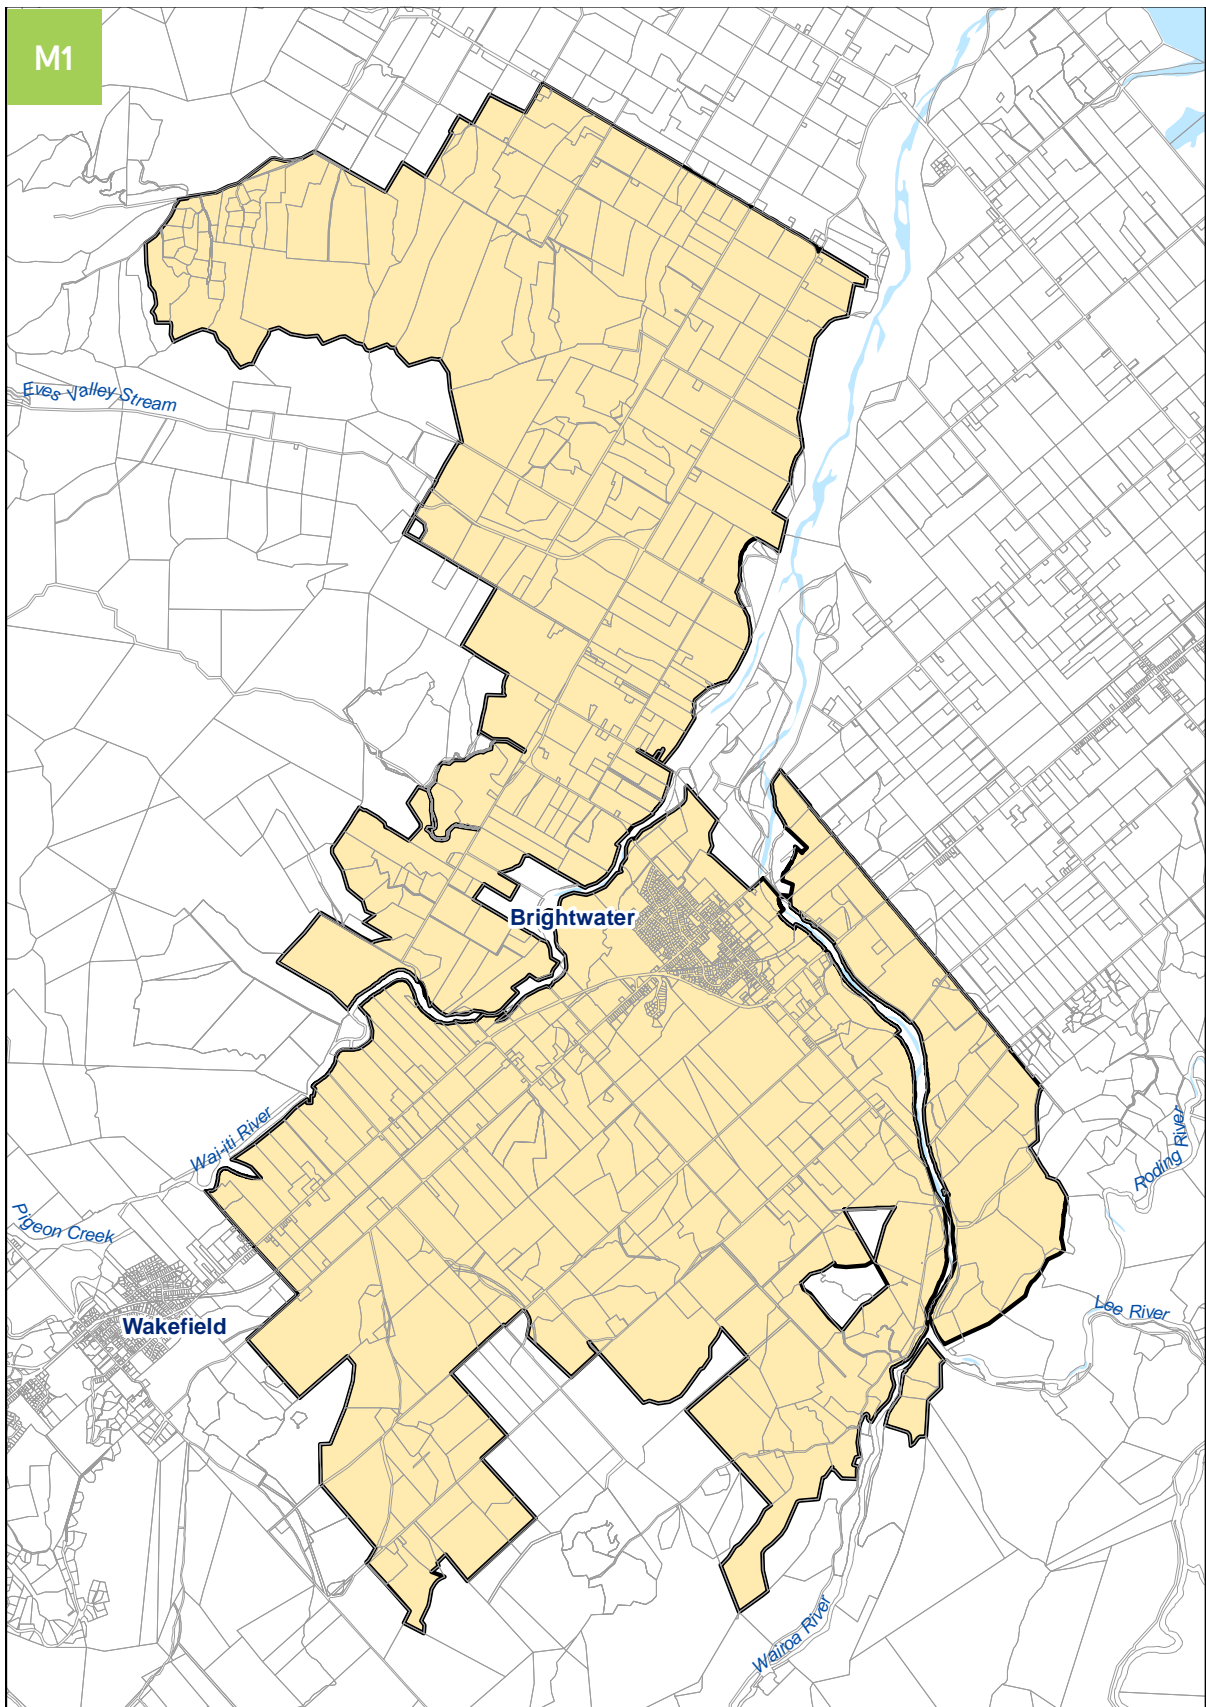 M1
Eves Valley Stream
Brightwater
Wai-iti River
Roding River
Pigeon Creek
Lee River
Wakefield
Wairoa River